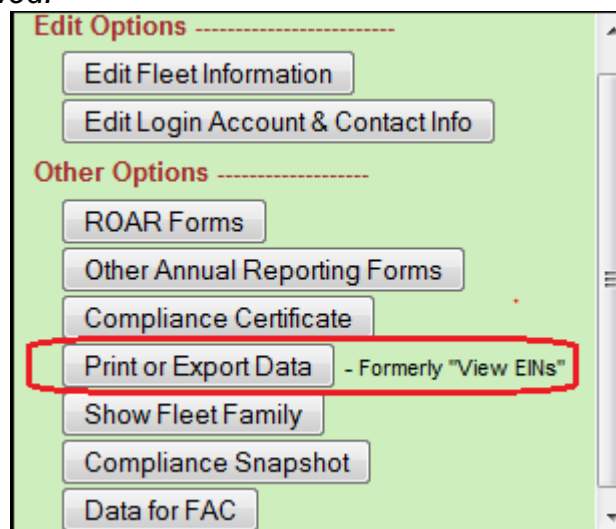 Edit Options ------------------------
Edit Fleet Information
Edit Login Account & Contact Info
Other Options -------------------
ROAR Forms
Other Annual Reporting Forms
Compliance Certificate
Print or Export Data - Formerly "View EINs"
Show Fleet Family
Compliance Snapshot
Data for FAC